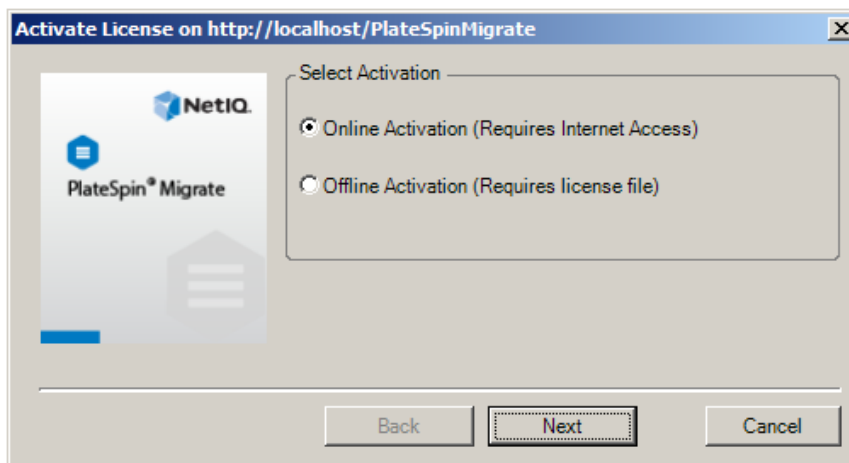 Activate License on http://localhost/PlateSpinMigrate
NetIQ.
PlateSpin® Migrate
Select Activation
Online Activation (Requires Internet Access)
Offline Activation (Requires license file)
Back
Next
Cancel